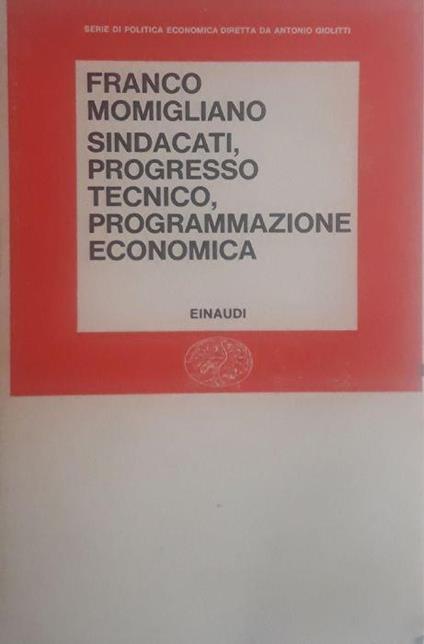 SERIE DI POLITICA ECONOMICA DIRETTA DA ANTONIO GIOLITTI
FRANCO
MOMIGLIANO
SINDACATI,
PROGRESSO
TECNICO,
PROGRAMMAZIONE
ECONOMICA
EINAUDI